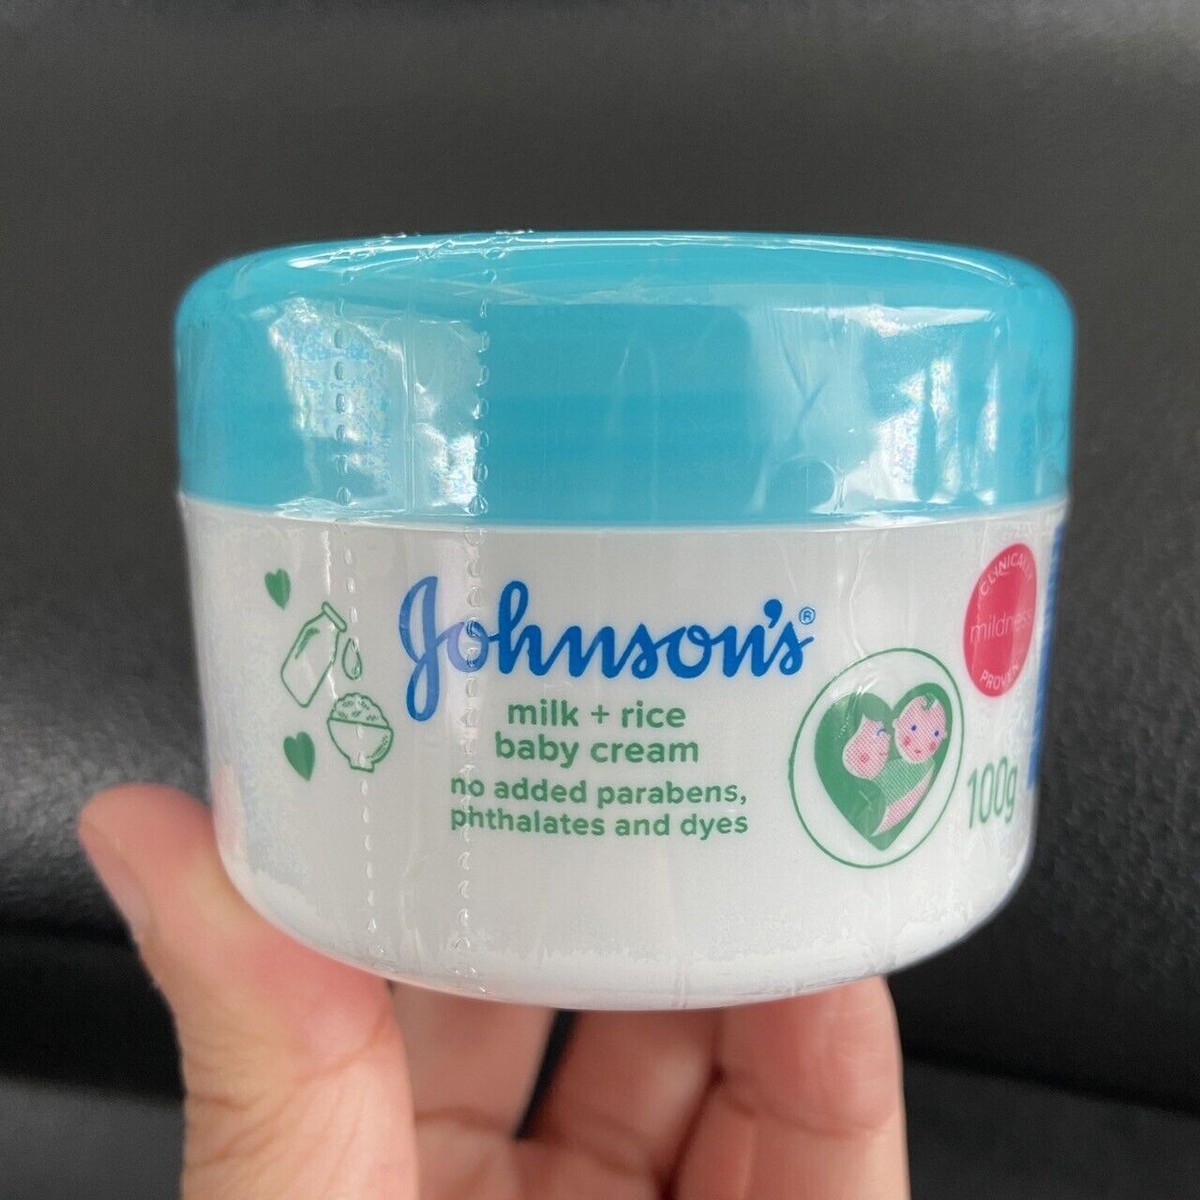 Johnson's®
milk + rice
baby cream
no added parabens,
phthalates and dyes
CLINICALLY
mildness
PROVEN
100g